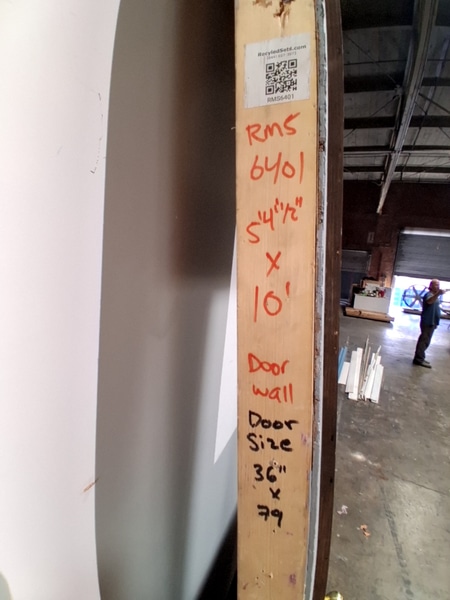 RecycledSets.com
RMS6401
RMS
6401
5'4"1/2"
X
10'
Door
wall
Door
Size
36"
x
79